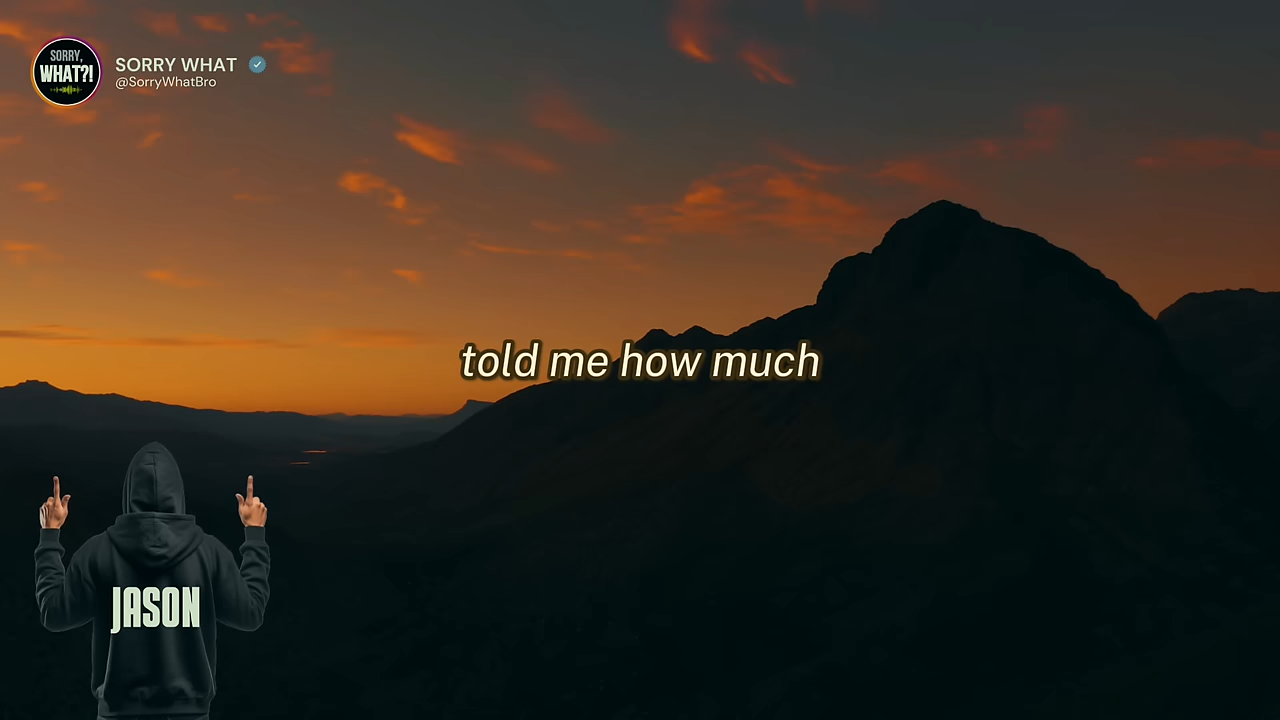 SORRY,
WHAT?!
SORRY WHAT
@SorryWhatBro
told me how much
JASON